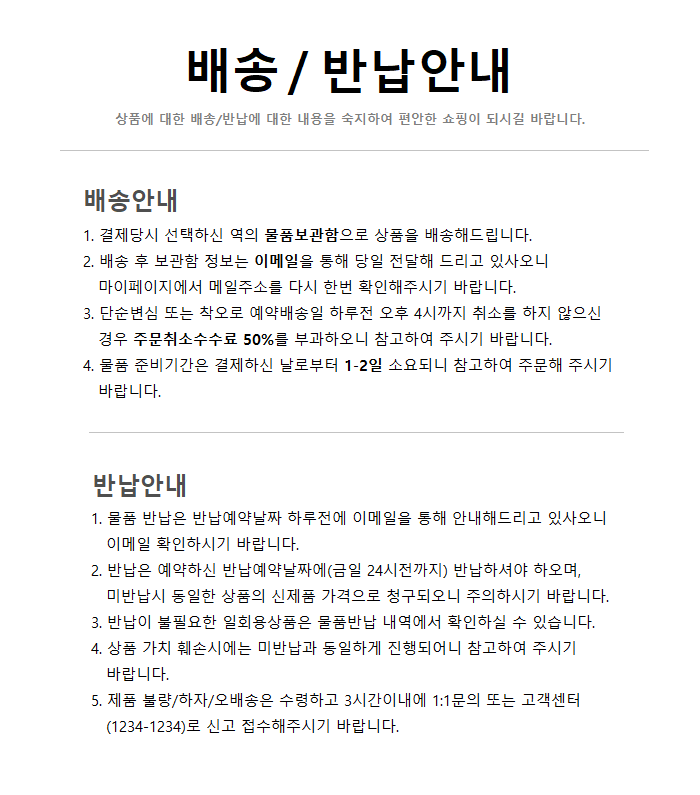 배송 / 반납안내
상품에 대한 배송/반납에 대한 내용을 숙지하여 편안한 쇼핑이 되시길 바랍니다.
배송안내
1. 결제당시 선택하신 역의 물품보관함으로 상품을 배송해드립니다.
2. 배송 후 보관함 정보는 이메일을 통해 당일 전달해 드리고 있사오니
마이페이지에서 메일주소를 다시 한번 확인해주시기 바랍니다.
3. 단순변심 또는 착오로 예약배송일 하루전 오후 4시까지 취소를 하지 않으신
경우 주문취소수수료 50%를 부과하오니 참고하여 주시기 바랍니다.
4. 물품 준비기간은 결제하신 날로부터 1-2일 소요되니 참고하여 주문해 주시기
바랍니다.
반납안내
1. 물품 반납은 반납예약날짜 하루전에 이메일을 통해 안내해드리고 있사오니
이메일 확인하시기 바랍니다.
2. 반납은 예약하신 반납예약날짜에(금일 24시전까지) 반납하셔야 하오며,
미반납시 동일한 상품의 신제품 가격으로 청구되오니 주의하시기 바랍니다.
3. 반납이 불필요한 일회용상품은 물품반납 내역에서 확인하실 수 있습니다.
4. 상품 가치 훼손시에는 미반납과 동일하게 진행되어니 참고하여 주시기
바랍니다.
5. 제품 불량/하자/오배송은 수령하고 3시간이내에 1:1문의 또는 고객센터
(1234-1234)로 신고 접수해주시기 바랍니다.